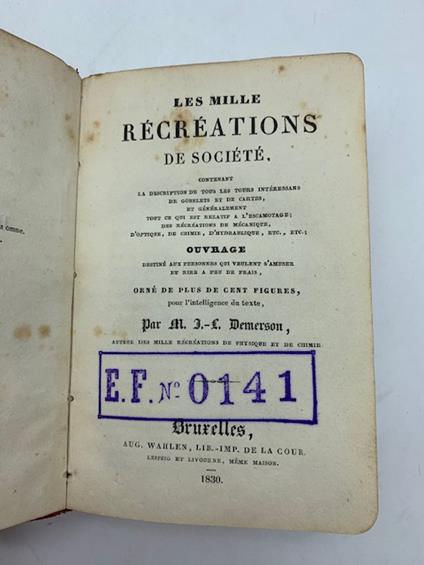 LES MILLE
RÉCRÉATIONS
DE SOCIÉTÉ,
CONTENANT
LA DESCRIPTION DE TOUS LES TOURS INTÉRESSANS
DE GOBELETS ET DE CARTES,
ET GÉNÉRALEMENT
TOUT CE QUI EST RELATIF A L'ESCAMOTAGE;
DES RÉCRÉATIONS DE MÉCANIQUE,
D'OPTIQUE, DE CHIMIE, D'HYDRAULIQUE, ETC., ETC.;
OUVRAGE
DESTINÉ AUX PERSONNES QUI VEULENT S'AMUSER
ET RIRE A PEU DE FRAIS,
ORNÉ DE PLUS DE CENT FIGURES,
pour l'intelligence du texte,
Par M. J.-L. Demerson,
AUTEUR DES MILLE RÉCRÉATIONS DE PHYSIQUE ET DE CHIMIE
E.F. No 0141
Bruxelles,
AUG. WAHLEN, LIB.-IMP. DE LA COUR.
LEIPZIG ET LIVOURNE, MÊME MAISON.
1830.